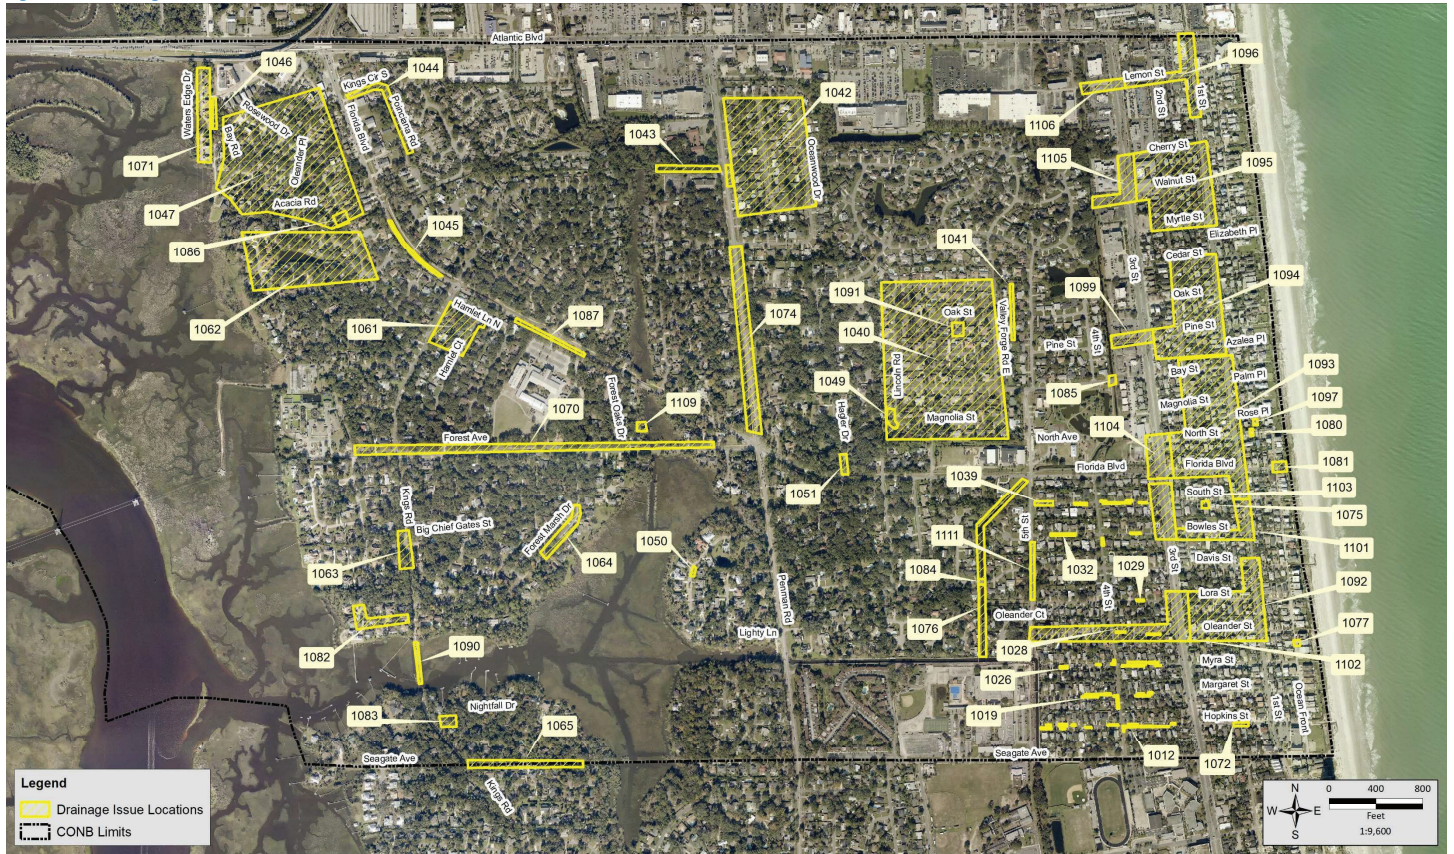 Atlantic Blvd
1046
1044
1096
Kings Cir S
Lemon St
Waters Edge Dr
1042
Rosewood Dr
Poinciana Rd
2nd St
1st St
Florida Blvd
1106
1043
Bay Rd
Oleander Pl
Oceanwood Dr
Cherry St
1071
1105
1095
Walnut St
1047
Acacia Rd
Myrtle St
1045
1086
1041
Elizabeth Pl
Cedar St
3rd St
1094
1099
1091
Oak St
Oak St
Hamlet Ln N
1087
Valley Forge Rd E
1062
1061
1074
1040
Pine St
Hamlet Ct
Pine St
4th St
Azalea Pl
Lincoln Rd
Bay St
1093
Palm Pl
1049
1085
Magnolia St
Forest Oaks Dr
1109
1070
Hagler Dr
Magnolia St
Rose Pl
1097
1104
1080
Forest Ave
North Ave
North St
Florida Blvd
Florida Blvd
1081
1051
1039
South St
1103
Kings Rd
Big Chief Gates St
Forest Marsh Dr
1075
5th St
1111
Bowles St
1101
1063
1064
1050
1032
3rd St
Davis St
1084
1029
Penman Rd
4th St
Lora St
1092
Oleander Ct
1076
Oleander St
Lighty Ln
1077
1082
1090
1028
1102
Myra St
1026
Margaret St
Nightfall Dr
1083
1019
1st St
Ocean Front
Hopkins St
1065
Seagate Ave
Seagate Ave
1012
1072
Kings Rd
Legend
Drainage Issue Locations
CONB Limits
N
W E
S
0 400 800
Feet
1:9,600